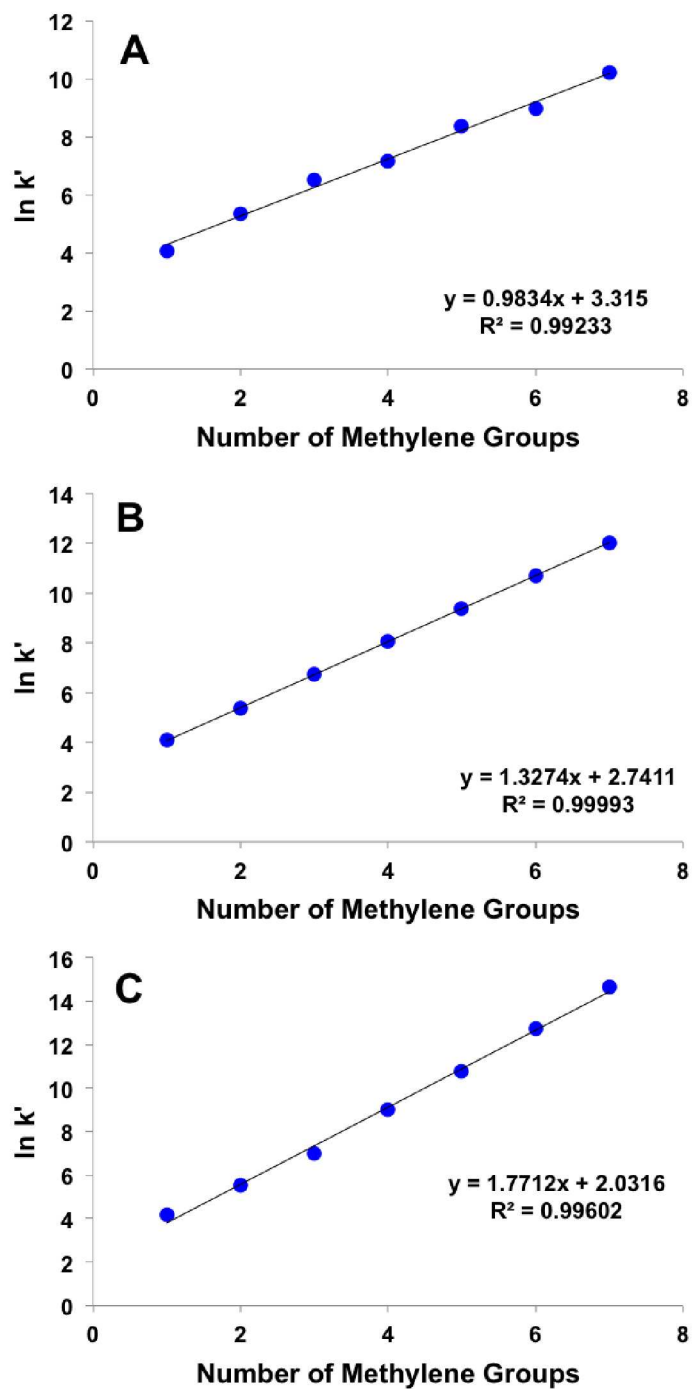 A
12
10
8
6
4
2
0
ln k'
y = 0.9834x + 3.315
R² = 0.99233
0 2 4 6 8
Number of Methylene Groups
B
14
12
10
8
6
4
2
0
ln k'
y = 1.3274x + 2.7411
R² = 0.99993
0 2 4 6 8
Number of Methylene Groups
C
16
14
12
10
8
6
4
2
0
ln k'
y = 1.7712x + 2.0316
R² = 0.99602
0 2 4 6 8
Number of Methylene Groups